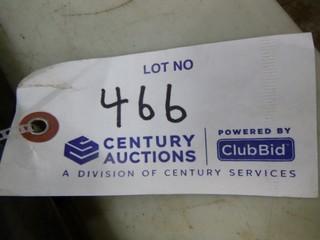 LOT NO
466
CENTURY AUCTIONS
POWERED BY
ClubBid
A DIVISION OF CENTURY SERVICES